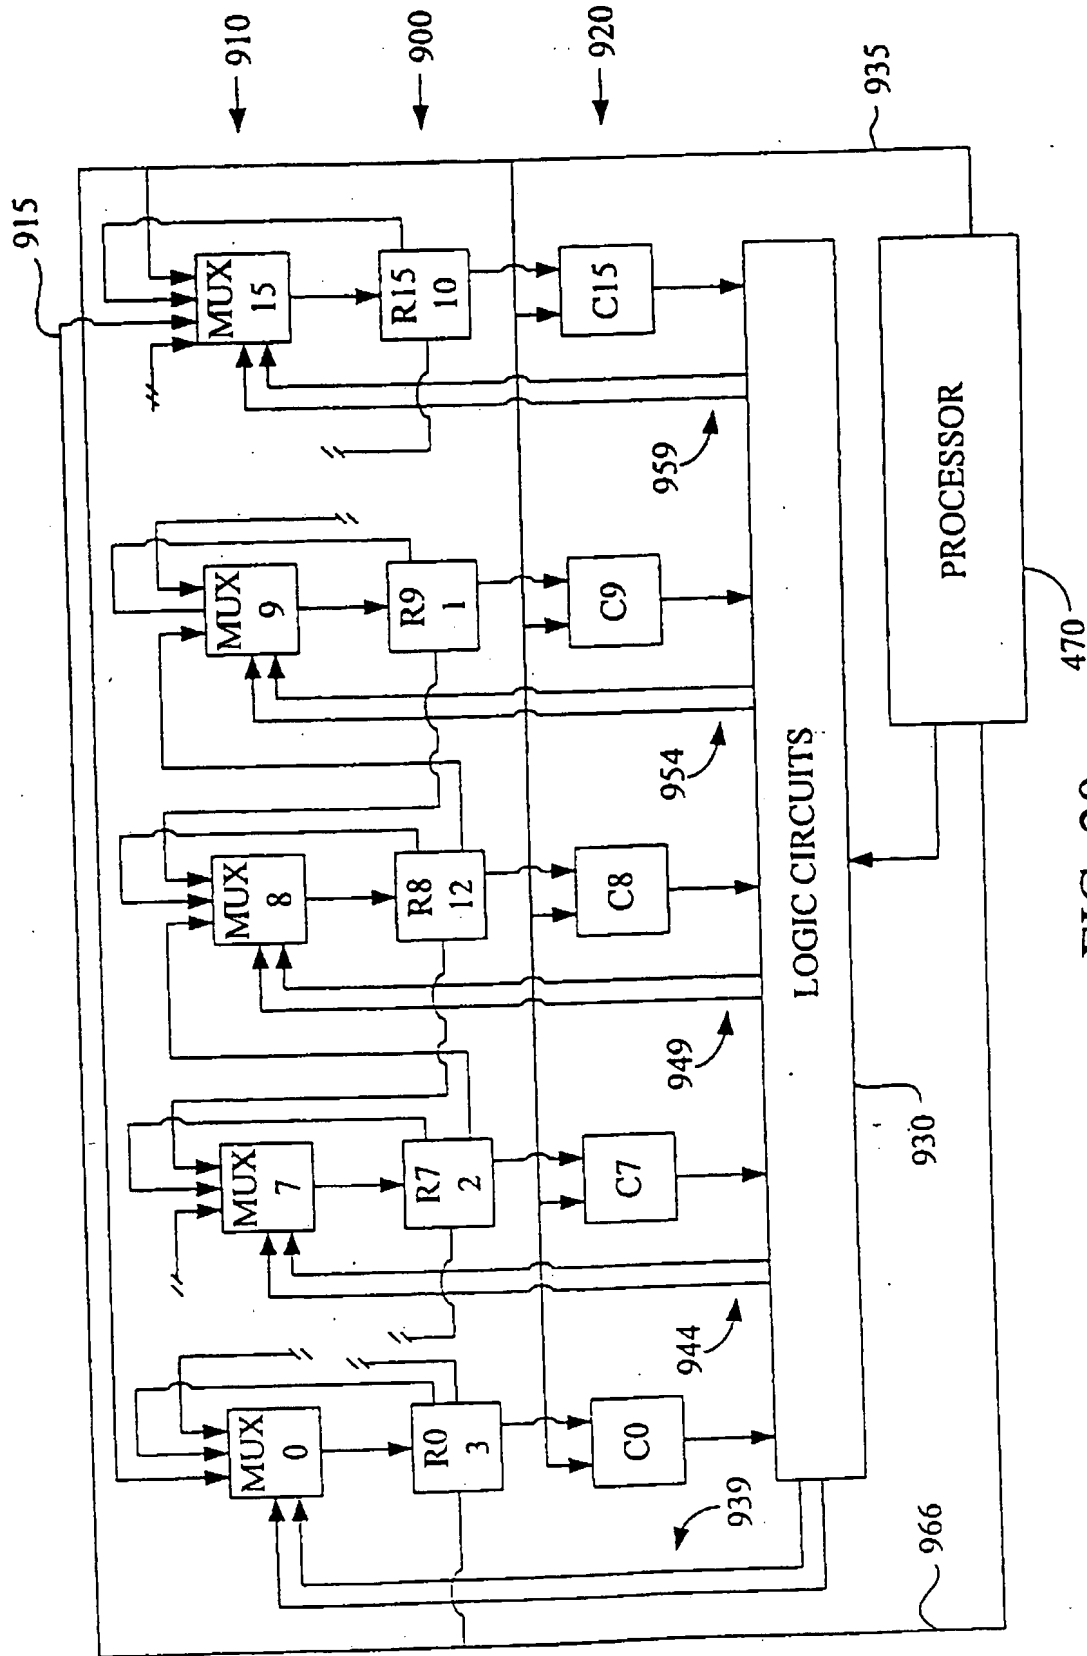 915
910
900
920
MUX 0
MUX 7
MUX 8
MUX 9
MUX 15
R0 3
R7 2
R8 12
R9 1
R15 10
C0
C7
C8
C9
C15
939
944
949
954
959
LOGIC CIRCUITS
930
935
PROCESSOR
470
966
FIG.